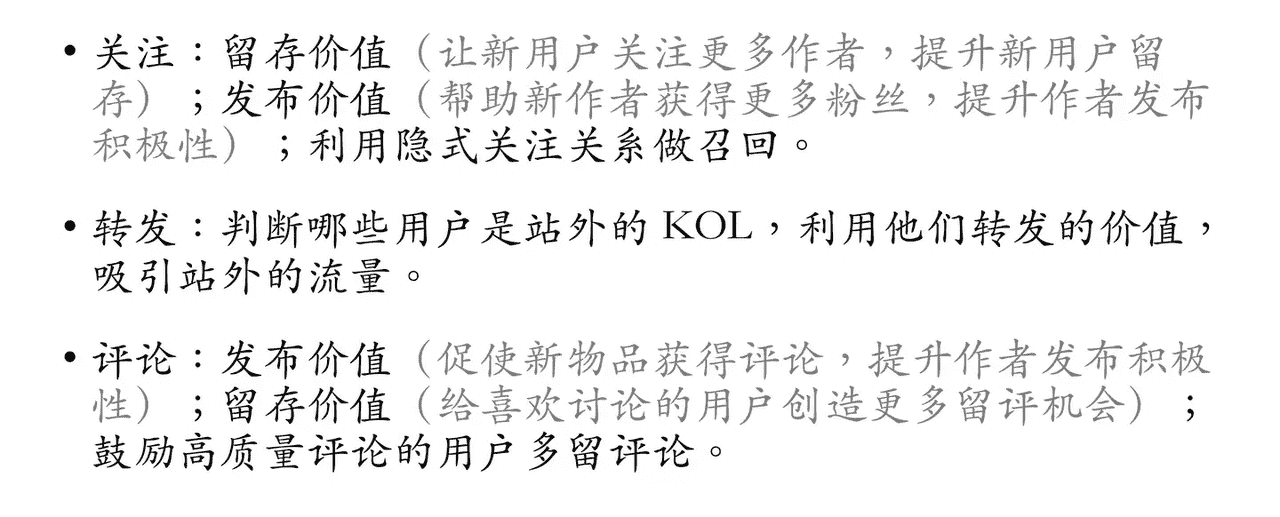 • 关注：留存价值（让新用户关注更多作者，提升新用户留
存）；发布价值（帮助新作者获得更多粉丝，提升作者发布
积极性）；利用隐式关注关系做召回。
• 转发：判断哪些用户是站外的 KOL，利用他们转发的价值，
吸引站外的流量。
• 评论：发布价值（促使新物品获得评论，提升作者发布积极
性）；留存价值（给喜欢讨论的用户创造更多留评机会）；
鼓励高质量评论的用户多留评论。